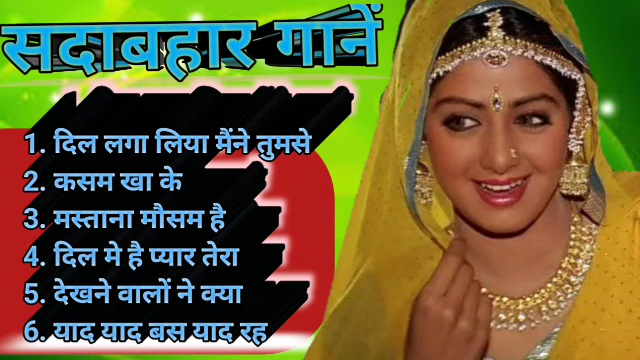 सदाबहार गानें
1. दिल लगा लिया मैंने तुमसे
2. कसम खा के
3. मस्ताना मौसम है
4. दिल मे है प्यार तेरा
5. देखने वालों ने क्या
6. याद याद बस याद रह